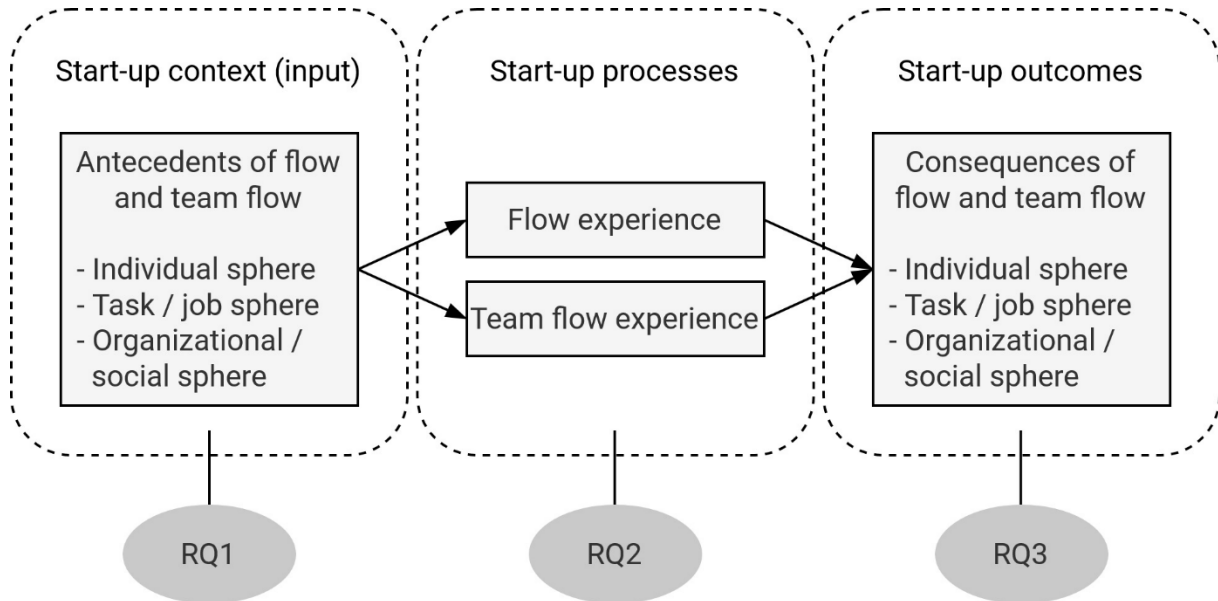 Start-up context (input)
Antecedents of flow
and team flow
- Individual sphere
- Task / job sphere
- Organizational /
social sphere
RQ1
Start-up processes
Flow experience
Team flow experience
RQ2
Start-up outcomes
Consequences of
flow and team flow
- Individual sphere
- Task / job sphere
- Organizational /
social sphere
RQ3